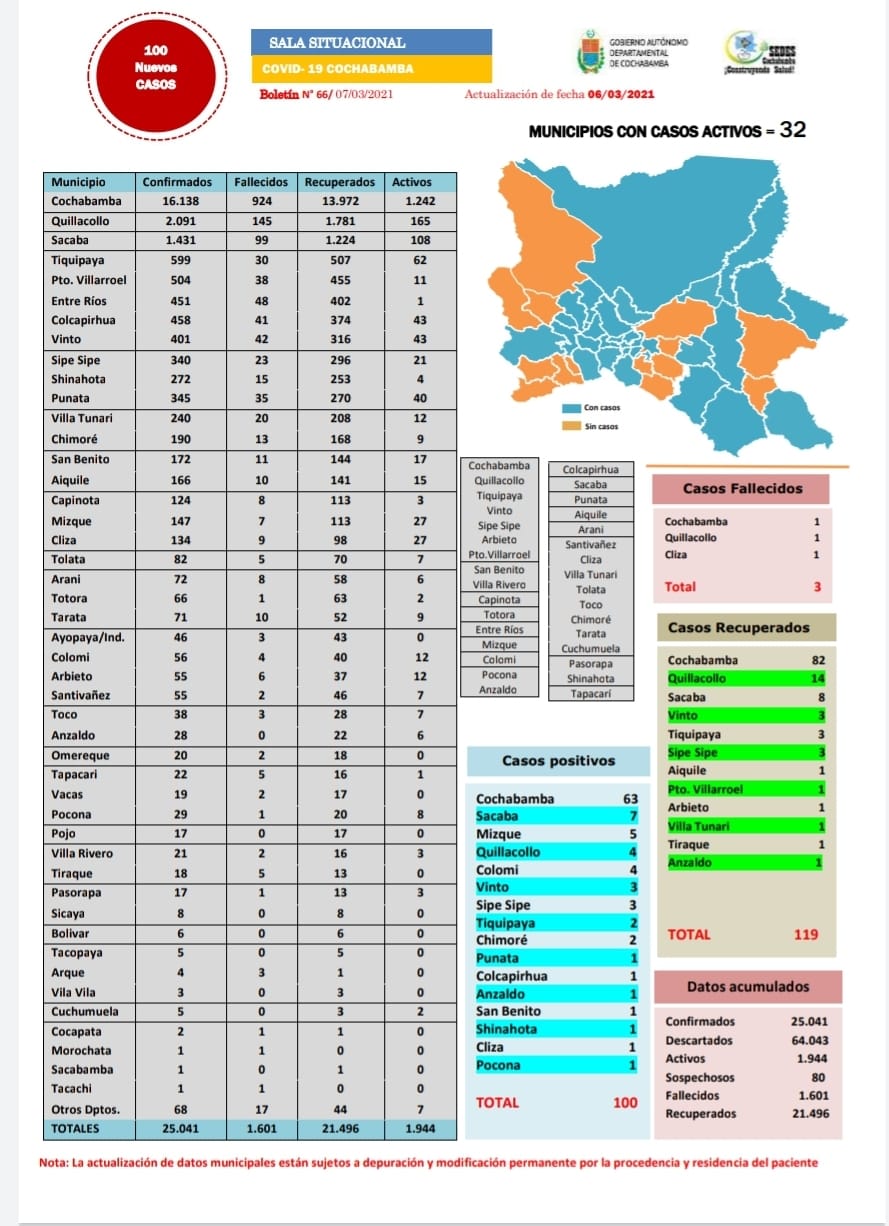 100
Nuevos
CASOS
SALA SITUACIONAL
COVID- 19 COCHABAMBA
Boletín N° 66/ 07/03/2021
GOBIERNO AUTÓNOMO
DEPARTAMENTAL
DE COCHABAMBA
SEDES
Cochabamba
¡Construyendo Salud!
Actualización de fecha 06/03/2021
MUNICIPIOS CON CASOS ACTIVOS = 32
Municipio Confirmados Fallecidos Recuperados Activos
Cochabamba 16.138 924 13.972 1.242
Quillacollo 2.091 145 1.781 165
Sacaba 1.431 99 1.224 108
Tiquipaya 599 30 507 62
Pto. Villarroel 504 38 455 11
Entre Ríos 451 48 402 1
Colcapirhua 458 41 374 43
Vinto 401 42 316 43
Sipe Sipe 340 23 296 21
Shinahota 272 15 253 4
Punata 345 35 270 40
Villa Tunari 240 20 208 12
Chimoré 190 13 168 9
San Benito 172 11 144 17
Aiquile 166 10 141 15
Capinota 124 8 113 3
Mizque 147 7 113 27
Cliza 134 9 98 27
Tolata 82 5 70 7
Arani 72 8 58 6
Totora 66 1 63 2
Tarata 71 10 52 9
Ayopaya/Ind. 46 3 43 0
Colomi 56 4 40 12
Arbieto 55 6 37 12
Santivañez 55 2 46 7
Toco 38 3 28 7
Anzaldo 28 0 22 6
Omereque 20 2 18 0
Tapacari 22 5 16 1
Vacas 19 2 17 0
Pocona 29 1 20 8
Pojo 17 0 17 0
Villa Rivero 21 2 16 3
Tiraque 18 5 13 0
Pasorapa 17 1 13 3
Sicaya 8 0 8 0
Bolivar 6 0 6 0
Tacopaya 5 0 5 0
Arque 4 3 1 0
Vila Vila 3 0 3 0
Cuchumuela 5 0 3 2
Cocapata 2 1 1 0
Morochata 1 1 0 0
Sacabamba 1 0 1 0
Tacachi 1 1 0 0
Otros Dptos. 68 17 44 7
TOTALES 25.041 1.601 21.496 1.944
Con casos
Sin casos
Cochabamba
Quillacollo
Tiquipaya
Vinto
Sipe Sipe
Arbieto
Pto.Villarroel
San Benito
Villa Rivero
Capinota
Totora
Entre Ríos
Mizque
Colomi
Pocona
Anzaldo
Colcapirhua
Sacaba
Punata
Aiquile
Arani
Santivañez
Cliza
Villa Tunari
Tolata
Toco
Chimoré
Tarata
Cuchumuela
Pasorapa
Shinahota
Tapacarí
Casos Fallecidos
Cochabamba 1
Quillacollo 1
Cliza 1
Total 3
Casos Recuperados
Cochabamba 82
Quillacollo 14
Sacaba 8
Vinto 3
Tiquipaya 3
Sipe Sipe 3
Aiquile 1
Pto. Villarroel 1
Arbieto 1
Villa Tunari 1
Tiraque 1
Anzaldo 1
TOTAL 119
Casos positivos
Cochabamba 63
Sacaba 7
Mizque 5
Quillacollo 4
Colomi 4
Vinto 3
Sipe Sipe 3
Tiquipaya 2
Chimoré 2
Punata 1
Colcapirhua 1
Anzaldo 1
San Benito 1
Shinahota 1
Cliza 1
Pocona 1
TOTAL 100
Datos acumulados
Confirmados 25.041
Descartados 64.043
Activos 1.944
Sospechosos 80
Fallecidos 1.601
Recuperados 21.496
Nota: La actualización de datos municipales están sujetos a depuración y modificación permanente por la procedencia y residencia del paciente